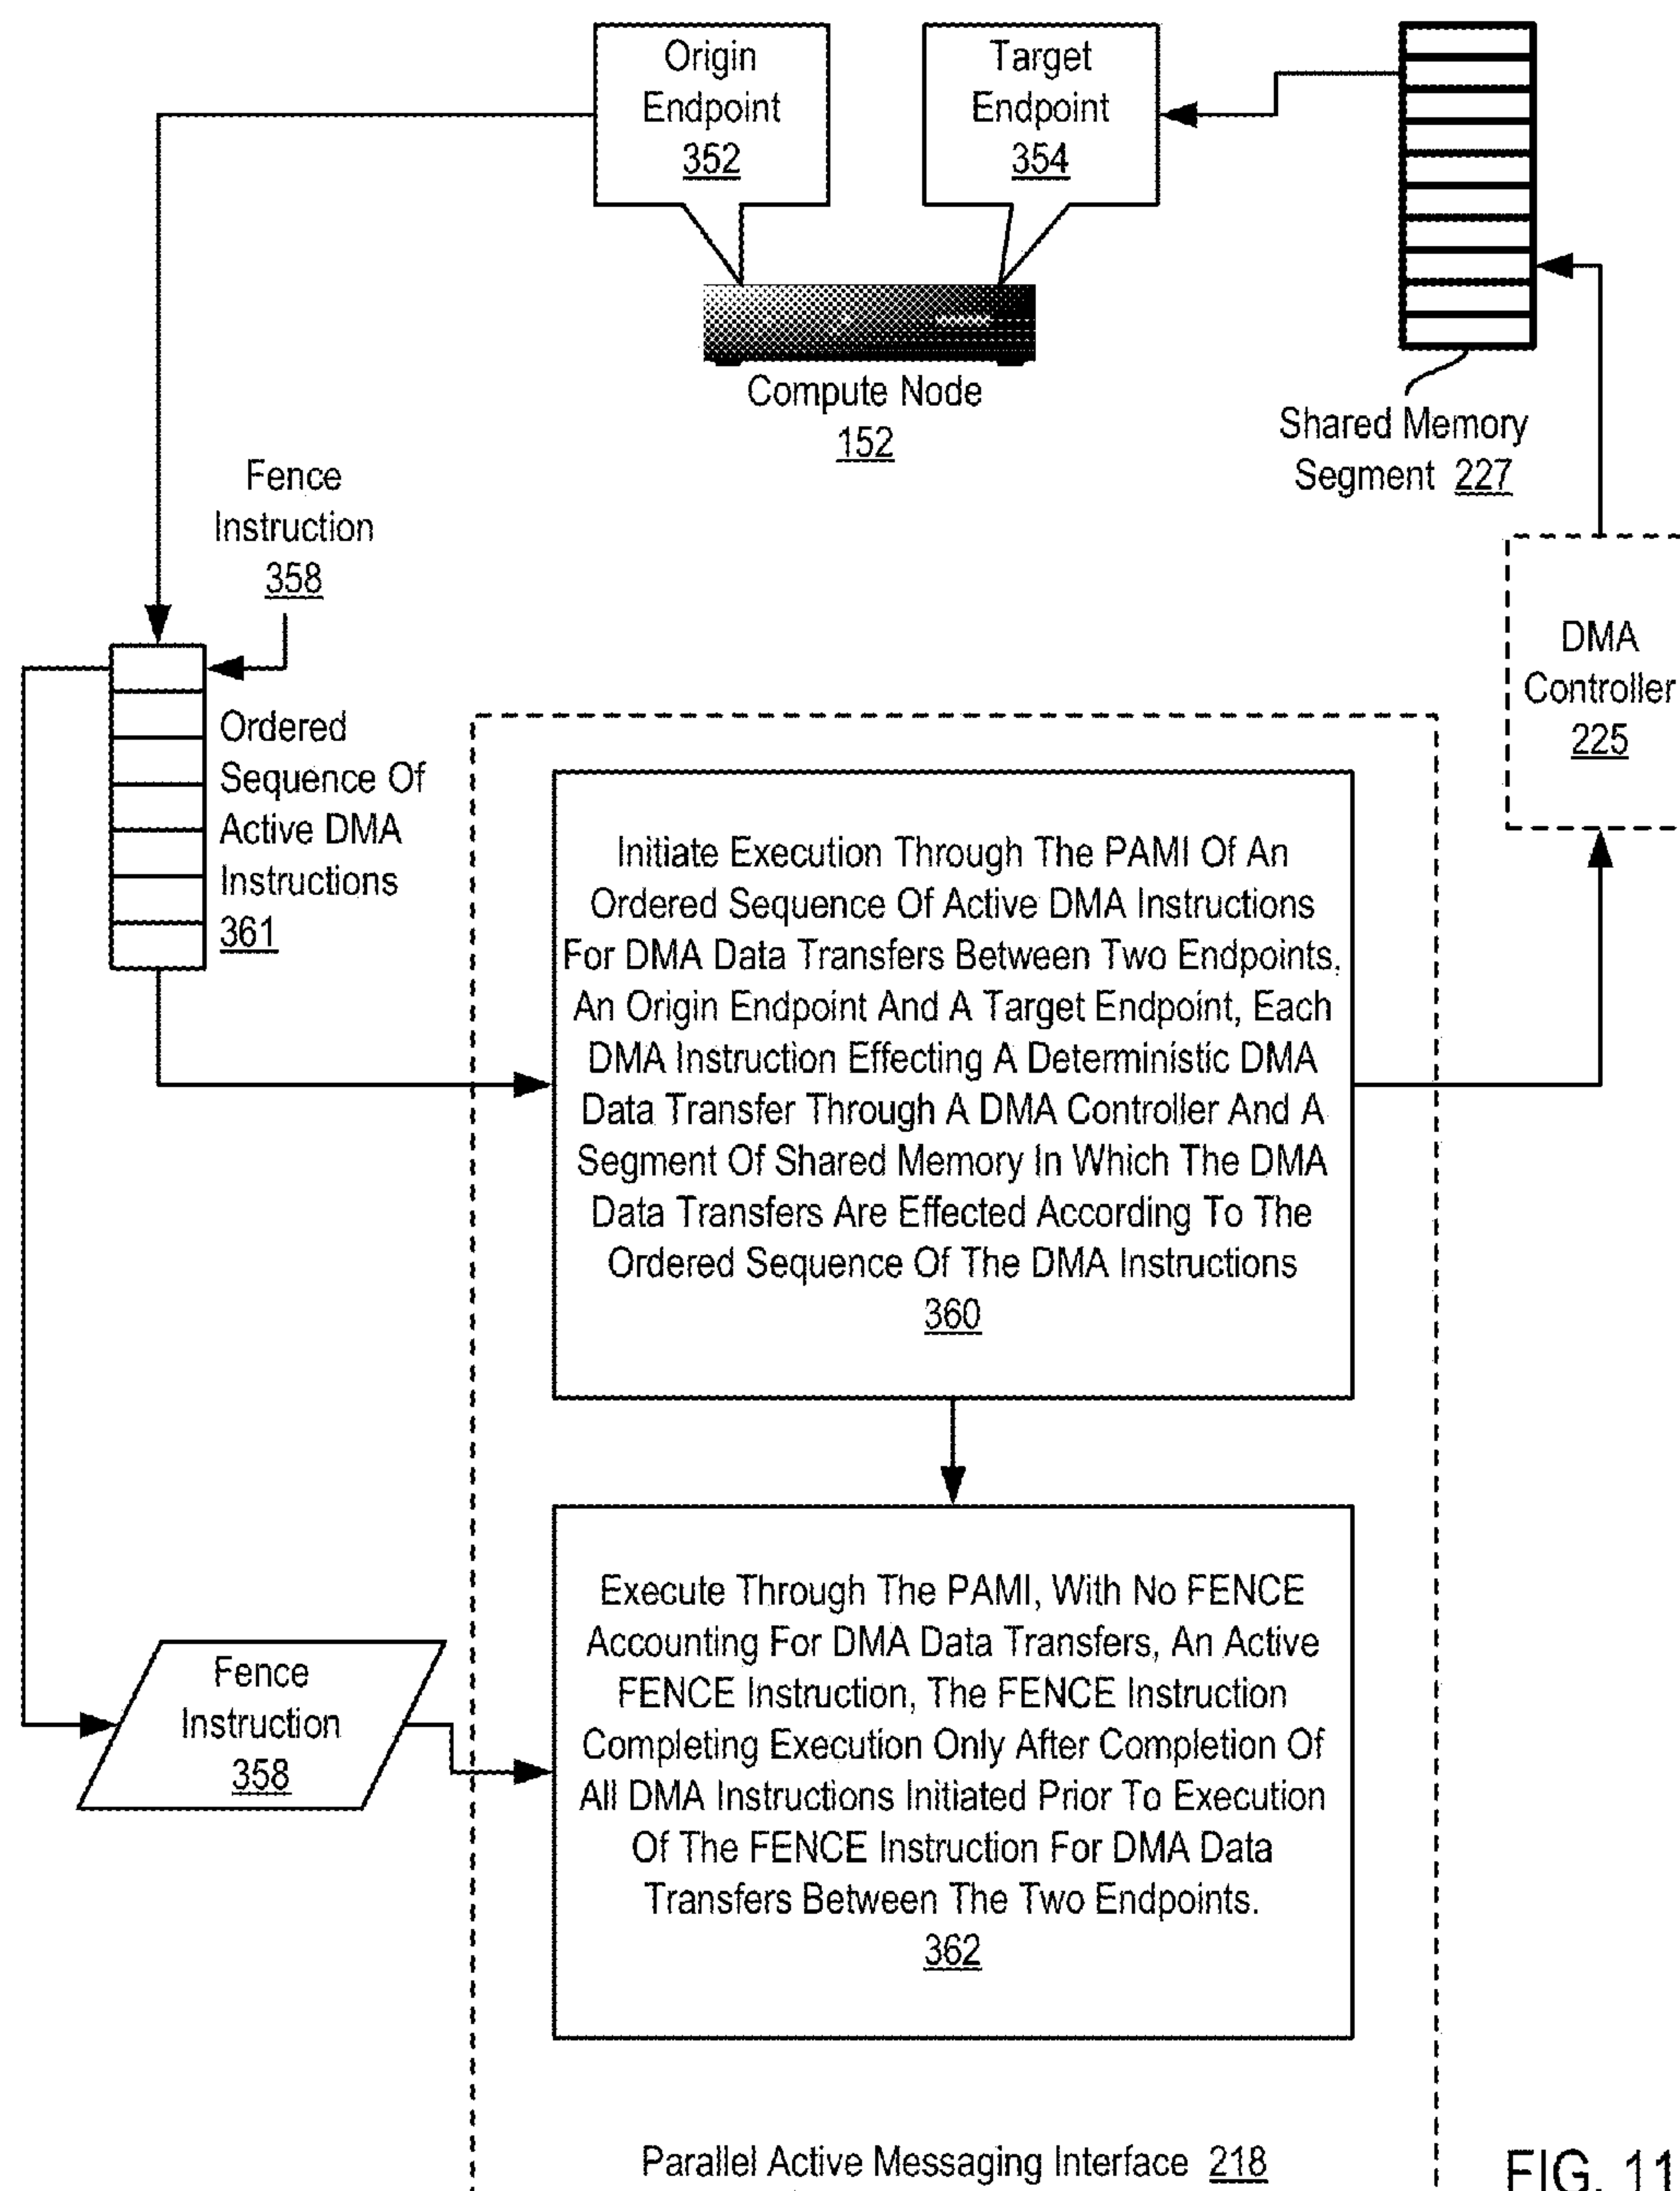 Origin
Endpoint
352
Target
Endpoint
354
Compute Node
152
Shared Memory
Segment 227
Fence
Instruction
358
DMA
Controller
225
Ordered
Sequence Of
Active DMA
Instructions
361
Initiate Execution Through The PAMI Of An
Ordered Sequence Of Active DMA Instructions
For DMA Data Transfers Between Two Endpoints,
An Origin Endpoint And A Target Endpoint, Each
DMA Instruction Effecting A Deterministic DMA
Data Transfer Through A DMA Controller And A
Segment Of Shared Memory In Which The DMA
Data Transfers Are Effected According To The
Ordered Sequence Of The DMA Instructions
360
Execute Through The PAMI, With No FENCE
Accounting For DMA Data Transfers, An Active
FENCE Instruction, The FENCE Instruction
Completing Execution Only After Completion Of
All DMA Instructions Initiated Prior To Execution
Of The FENCE Instruction For DMA Data
Transfers Between The Two Endpoints.
362
Fence
Instruction
358
Parallel Active Messaging Interface 218
FIG. 11